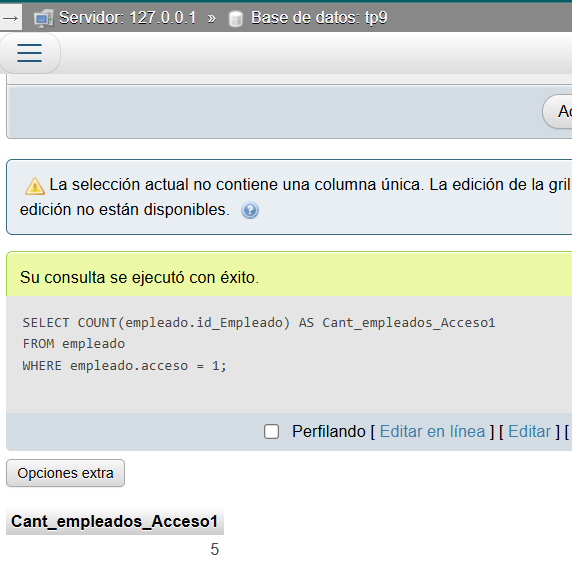 → Servidor: 127.0.0.1 » Base de datos: tp9
La selección actual no contiene una columna única. La edición de la
edición no están disponibles.
Su consulta se ejecutó con éxito.
SELECT COUNT(empleado.id_Empleado) AS Cant_empleados_Acceso1
FROM empleado
WHERE empleado.acceso = 1;
Perfilando [ Editar en línea ] [ Editar ] [
Opciones extra
Cant_empleados_Acceso1
5